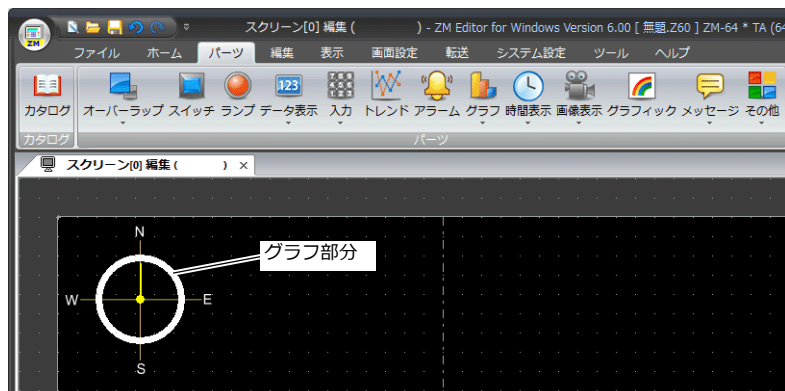 スクリーン[0] 編集 ( ) - ZM Editor for Windows Version 6.00 [ 無題.Z60 ] ZM-64 * TA (64
ZM
ファイル ホーム パーツ 編集 表示 画面設定 転送 システム設定 ツール ヘルプ
123
カタログ オーバーラップ スイッチ ランプ データ表示 入力 トレンド アラーム グラフ 時間表示 画像表示 グラフィック メッセージ その他
カタログ パーツ
スクリーン[0] 編集 ( ) ×
N
グラフ部分
W E
S